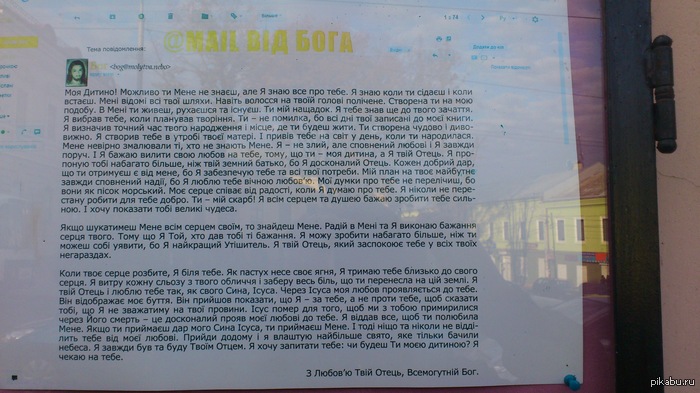 1 з 14
@МАІЛ ВІД БОГА
Тема повідомлення:
Додати до кон
Показати відразу
<bog@molytva.nebo>
Моя Дитино! Можливо ти Мене не знаєш, але Я знаю все про тебе. Я знаю коли ти сідаєш і коли
встаєш. Мені відомі всі твої шляхи. Навіть волосся на твоїй голові полічене. Створена ти на мою
подобу. В Мені ти живеш, рухаєшся та існуєш. Ти мій нащадок. Я тебе знав ще до твого зачаття.
Я вибрав тебе, коли планував творіння. Ти – не помилка, бо всі дні твої записані до моєї книги.
Я визначив точний час твого народження і місце, де ти будеш жити. Ти створена чудово і диво-
вижно. Я створив тебе в утробі твоєї матері. І привів тебе на світ у день, коли ти народилася.
Мене невірно змалювали ті, хто не знають Мене. Я – не злий, але сповнений любові і Я завжди
поруч. І Я бажаю вилити свою любов на тебе, тому, що ти – моя дитина, а Я твій Отець. Я про-
поную тобі набагато більше, ніж твій земний батько, бо Я досконалий Отець. Кожен добрий дар,
що ти отримуєш є від мене, бо Я забезпечую тебе та всі твої потреби. Мій план на твоє майбутнє
завжди сповнений надії, бо Я люблю тебе вічною любов'ю. Мої думки про тебе не перелічиш, бо
вони як пісок морський. Моє серце співає від радості, коли Я думаю про тебе. Я ніколи не пере-
стану робити для тебе добро. Ти – мій скарб! Я всім серцем та душею бажаю зробити тебе силь-
ною. І хочу показати тобі великі чудеса.
Якщо шукатимеш Мене всім серцем своїм, то знайдеш Мене. Радій в Мені та Я виконаю бажання
серця твого. Тому що Я Той, хто дав тобі ті бажання. Я можу зробити набагато більше, ніж ти
можеш собі уявити, бо Я найкращий Утішитель. Я твій Отець, який заспокоює тебе у всіх твоїх
негараздах.
Коли твоє серце розбите, Я біля тебе. Як пастух несе своє ягня, Я тримаю тебе близько до свого
серця. Я витру кожну сльозу з твого обличчя і заберу весь біль, що ти перенесла на цій землі. Я
твій Отець і люблю тебе так, як свого Сина, Ісуса. Через Ісуса моя любов проявляється до тебе.
Він відображає моє буття. Він прийшов показати, що Я – за тебе, а не проти тебе, щоб сказати
тобі, що Я не зважатиму на твої провини. Ісус помер для того, щоб ми з тобою примирилися
через Його смерть – це досконалий прояв моєї любові до тебе. Я віддав все, щоб ти полюбила
Мене. Якщо ти приймаєш дар мого Сина Ісуса, ти приймаєш Мене. І тоді ніщо та ніколи не відді-
лить тебе від моєї любові. Прийди додому і я влаштую найбільше свято, яке тільки бачили
небеса. Я завжди був та буду Твоїм Отцем. Я хочу запитати тебе: чи будеш Ти моєю дитиною? Я
чекаю на тебе.
З Любов'ю Твій Отець, Всемогутній Бог.
pikabu.ru